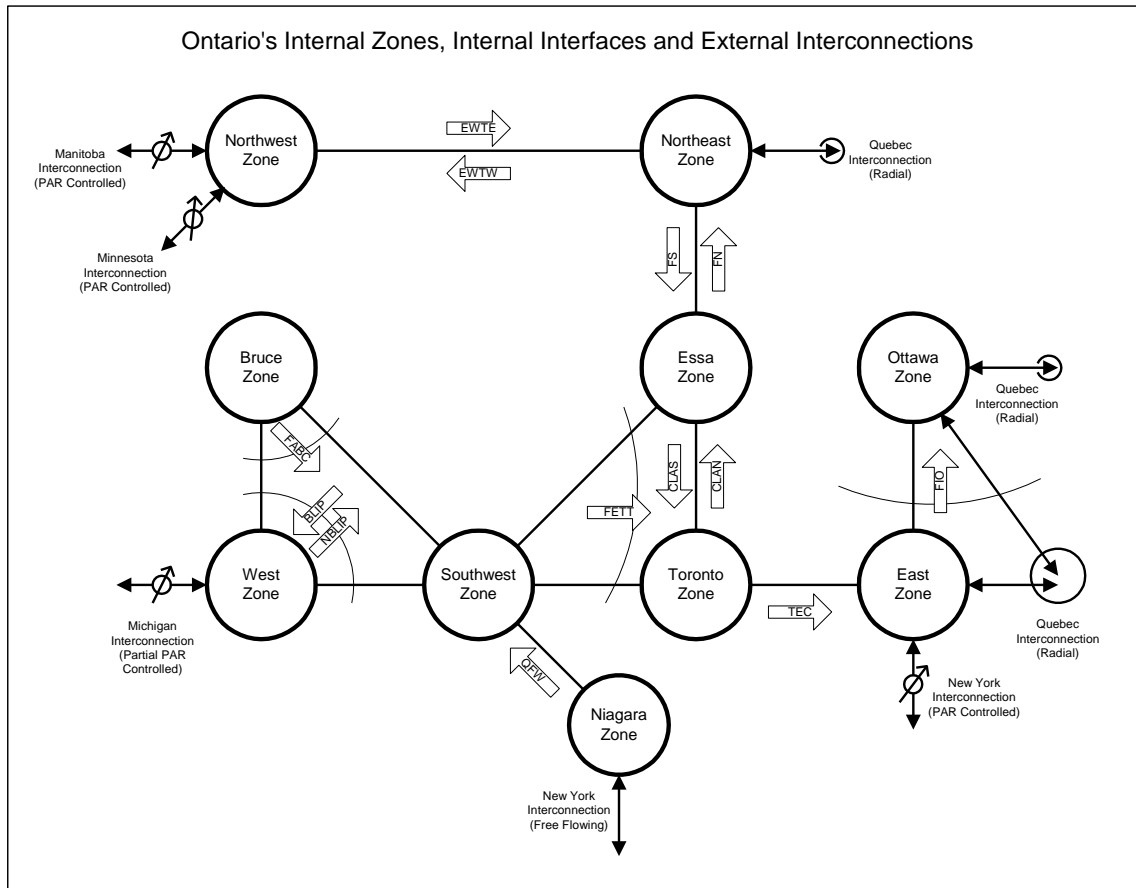 Ontario's Internal Zones, Internal Interfaces and External Interconnections
Northwest
Zone
EWTE
EWTW
Northeast
Zone
Manitoba
Interconnection
(PAR Controlled)
Quebec
Interconnection
(Radial)
Minnesota
Interconnection
(PAR Controlled)
FS
FN
Bruce
Zone
Essa
Zone
Ottawa
Zone
Quebec
Interconnection
(Radial)
FABC
CLAS
CLAN
FIO
BLIP
NBLIP
FETT
West
Zone
Southwest
Zone
Toronto
Zone
East
Zone
TEC
Michigan
Interconnection
(Partial PAR
Controlled)
Quebec
Interconnection
(Radial)
QFW
New York
Interconnection
(PAR Controlled)
Niagara
Zone
New York
Interconnection
(Free Flowing)